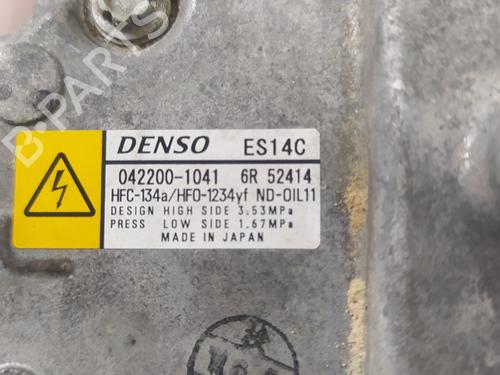 DENSO ES14C
042200-1041 6R 52414
HFC-134a/HFO-1234yf ND-OIL11
DESIGN HIGH SIDE 3.53MPa
PRESS LOW SIDE 1.67MPa
MADE IN JAPAN